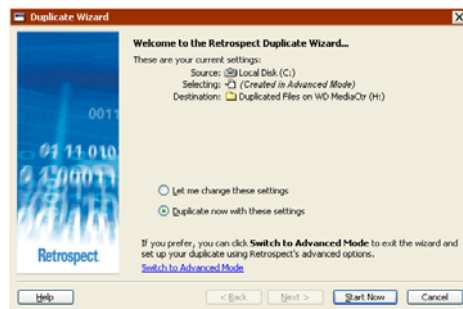 Duplicate Wizard
Welcome to the Retrospect Duplicate Wizard...
These are your current settings:
Source: Local Disk (C:)
Selecting: (Created in Advanced Mode)
Destination: Duplicated Files on WD MediaCtr (H:)
0011
01 11 010
Let me change these settings
Duplicate now with these settings
If you prefer, you can click Switch to Advanced Mode to exit the wizard and
set up your duplicate using Retrospect's advanced options.
Switch to Advanced Mode
Retrospect
Help
< Back
Next >
Start Now
Cancel